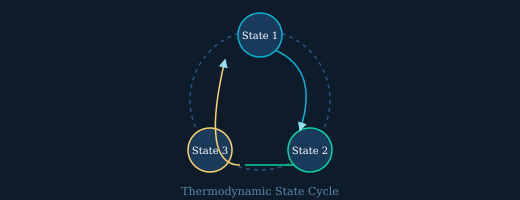 State 1
State 3
State 2
Thermodynamic State Cycle